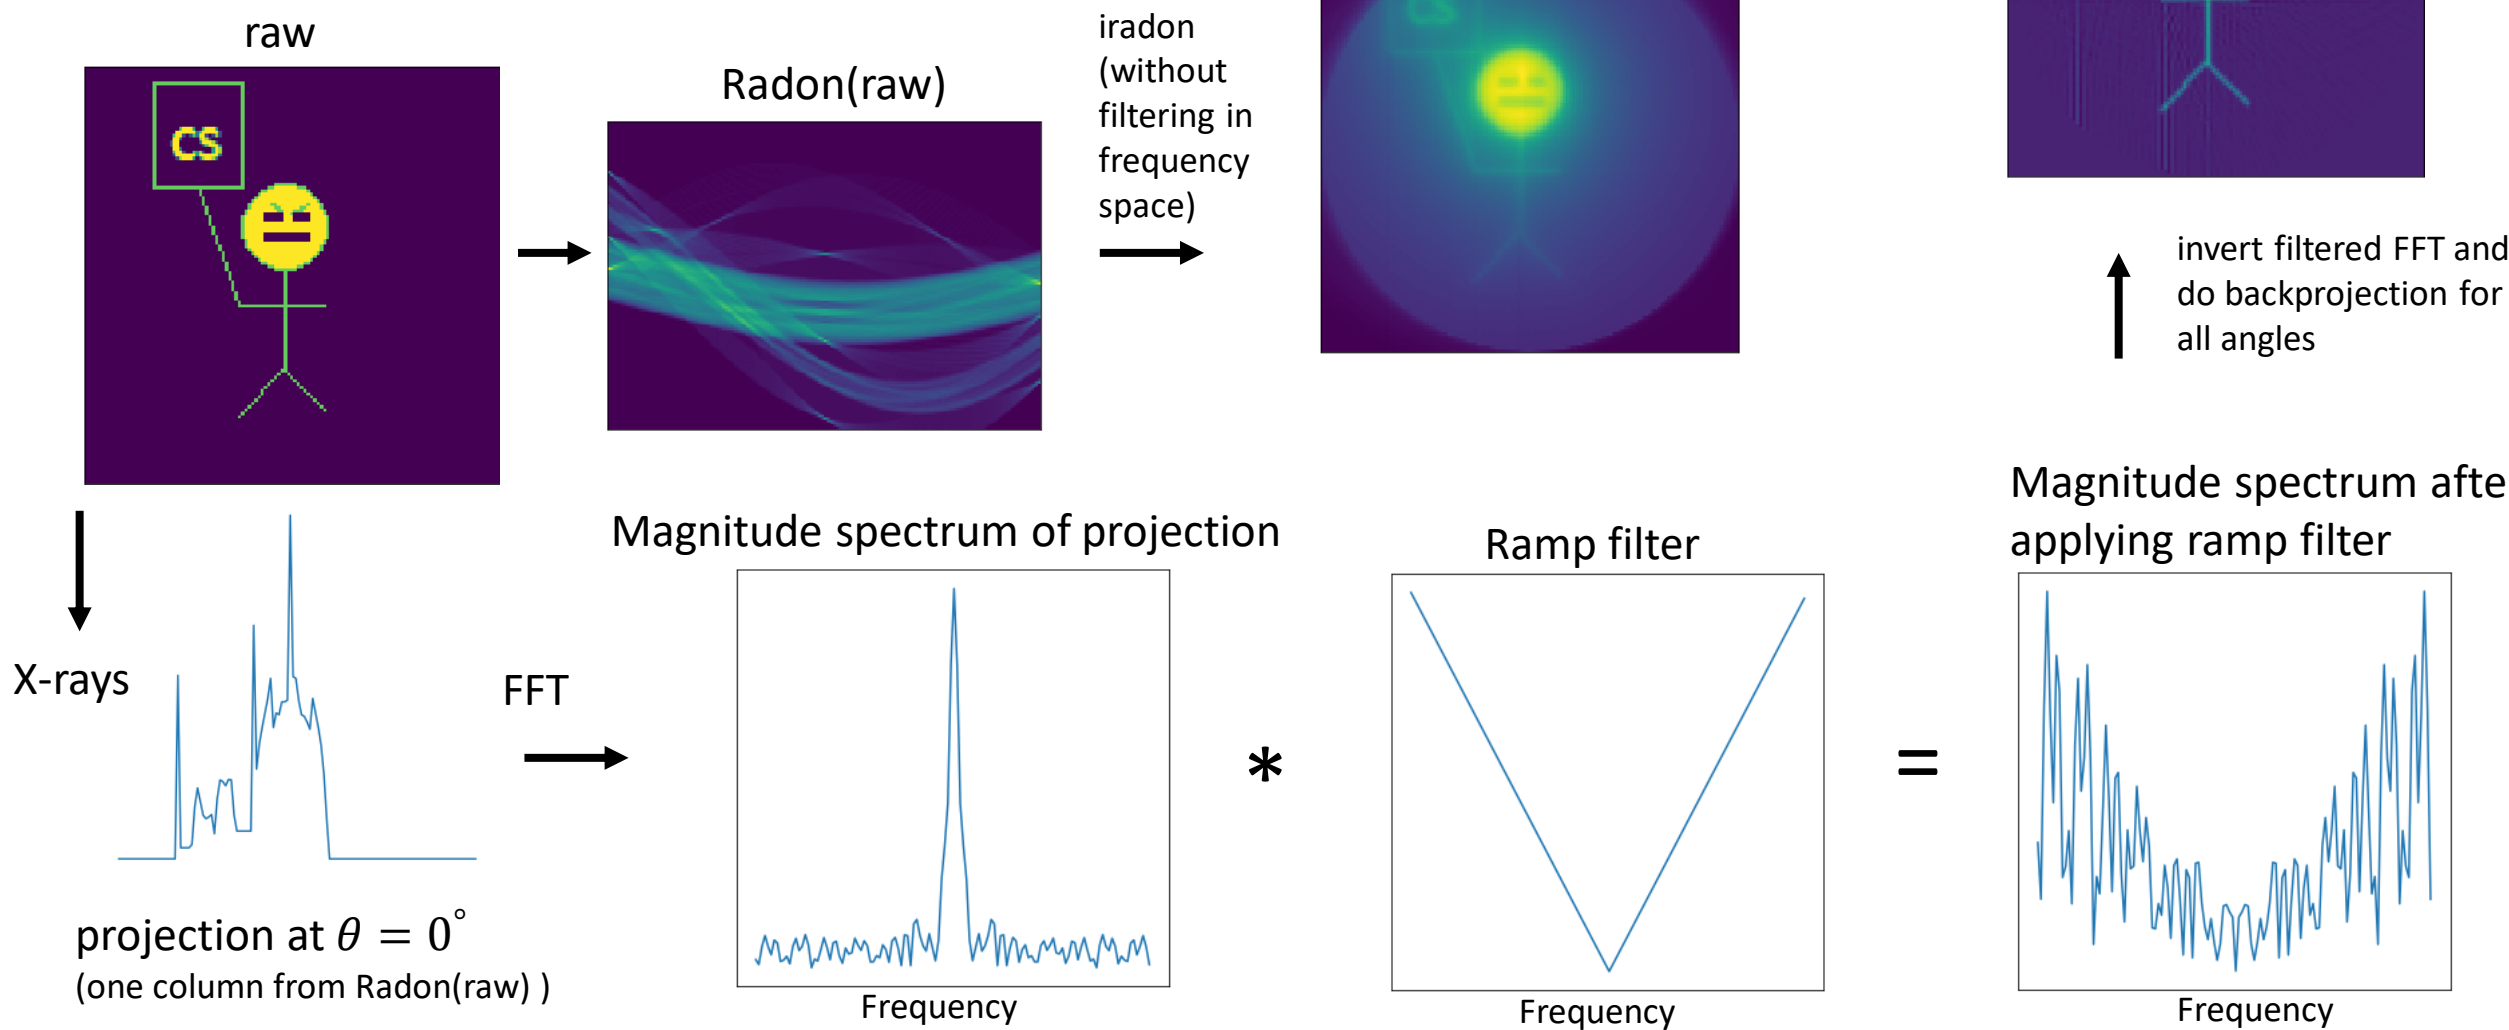 raw
CS
Radon(raw)
iradon
(without
filtering in
frequency
space)
CS
invert filtered FFT and
do backprojection for
all angles
X-rays
projection at θ = 0°
(one column from Radon(raw) )
FFT
Magnitude spectrum of projection
Frequency
*
Ramp filter
Frequency
=
Magnitude spectrum afte
applying ramp filter
Frequency